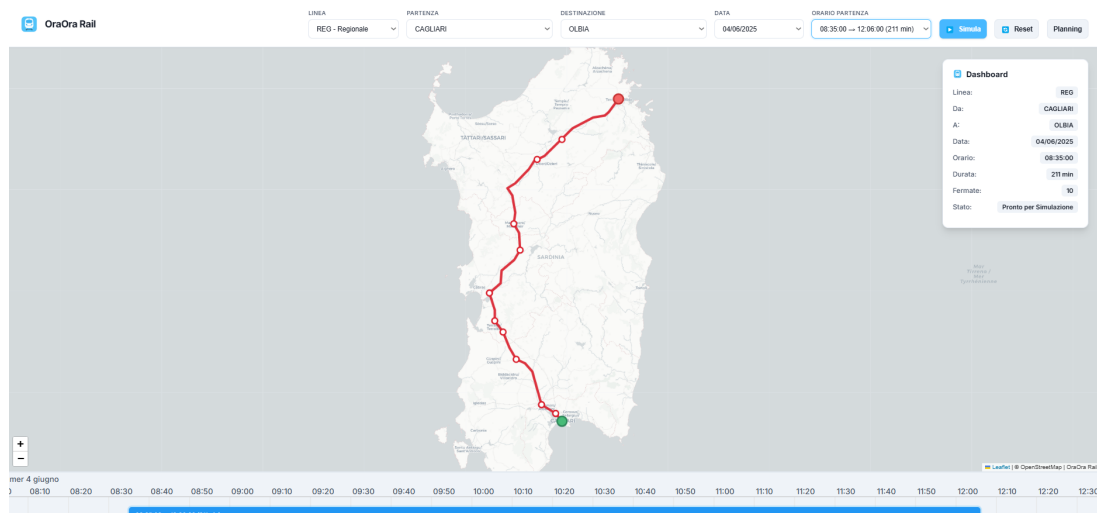 OraOra Rail
LINEA
REG - Regionale
PARTENZA
CAGLIARI
DESTINAZIONE
OLBIA
DATA
04/06/2025
ORARIO PARTENZA
08:35:00 → 12:06:00 (211 min)
Simula
Reset
Planning
Dashboard
Linea: REG
Da: CAGLIARI
A: OLBIA
Data: 04/06/2025
Orario: 08:35:00
Durata: 211 min
Fermate: 10
Stato: Pronto per Simulazione
TATTARI/SASSARI
SARDINIA
+
−
Leaflet | © OpenStreetMap | OraOra Rail
mer 4 giugno
08:10 08:20 08:30 08:40 08:50 09:00 09:10 09:20 09:30 09:40 09:50 10:00 10:10 10:20 10:30 10:40 10:50 11:00 11:10 11:20 11:30 11:40 11:50 12:00 12:10 12:20 12:30